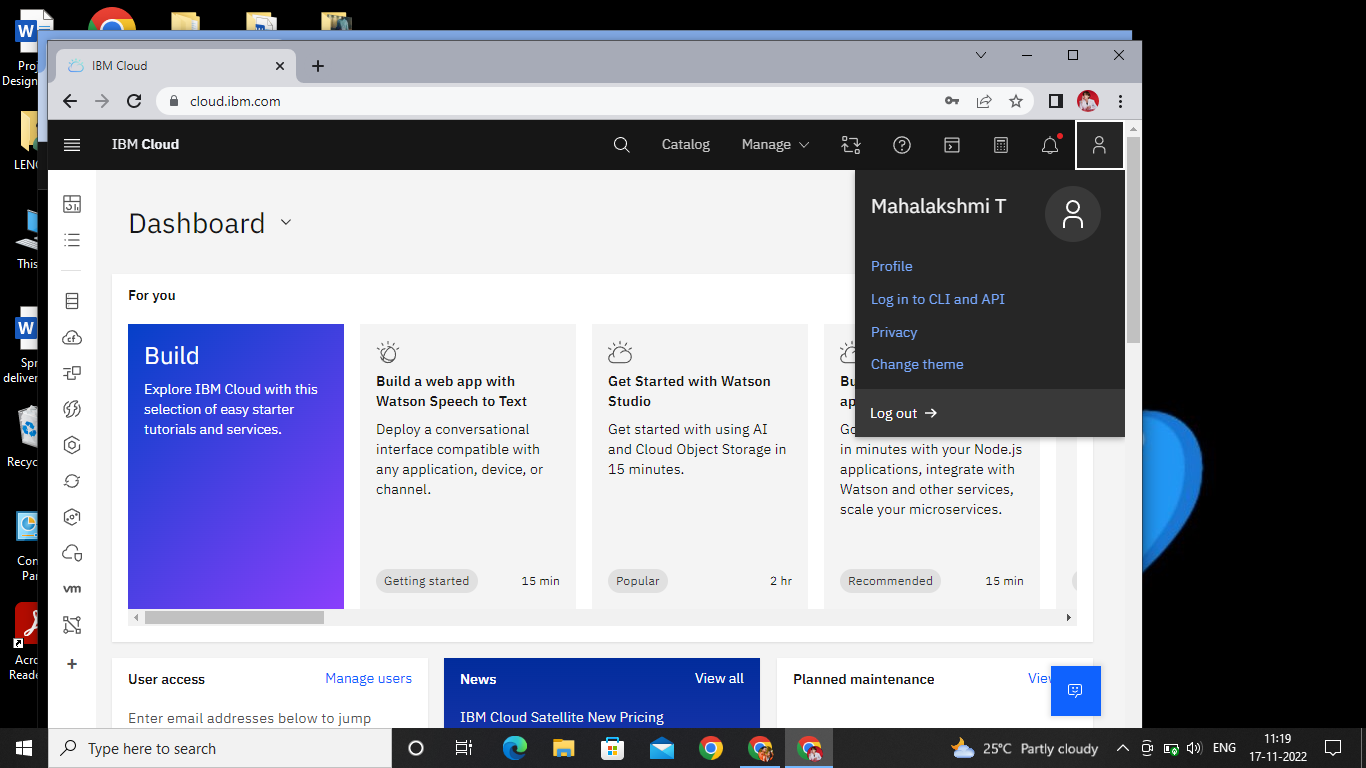 Proj
Design
LENO
This
Spr
deliver
Recyc
Con
Pa
Acro
Reade
IBM Cloud
cloud.ibm.com
IBM Cloud
Catalog
Manage
Mahalakshmi T
Profile
Log in to CLI and API
Privacy
Change theme
Log out →
Dashboard
For you
Build
Explore IBM Cloud with this
selection of easy starter
tutorials and services.
Build a web app with
Watson Speech to Text
Deploy a conversational
interface compatible with
any application, device, or
channel.
Getting started
15 min
Get Started with Watson
Studio
Get started with using AI
and Cloud Object Storage in
15 minutes.
Popular
2 hr
Bu
ap
Go
in minutes with your Node.js
applications, integrate with
Watson and other services,
scale your microservices.
Recommended
15 min
vm
User access
Manage users
Enter email addresses below to jump
News
View all
IBM Cloud Satellite New Pricing
Planned maintenance
View
Type here to search
25°C Partly cloudy
ENG
11:19
17-11-2022